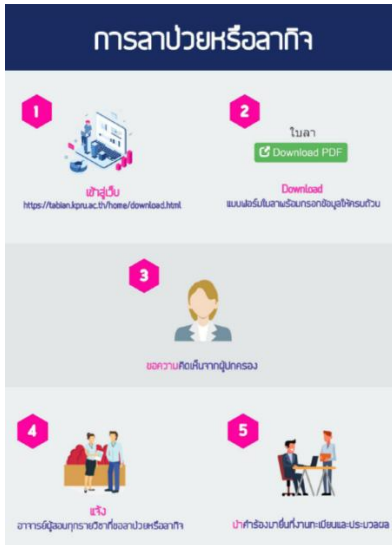 การลาป่วยหรือลากิจ
1
2
ใบลา
Download PDF
เข้าสู่เว็บ
https://tabian.kpru.ac.th/home/download.html
Download
แบบฟอร์มใบลาพร้อมกรอกข้อมูลให้ครบถ้วน
3
ขอความคิดเห็นจากผู้ปกครอง
4
5
แจ้ง
อาจารย์ผู้สอนทุกรายวิชาที่ขอลาป่วยหรือลากิจ
นำคำร้องมายื่นที่งานทะเบียนและประมวลผล